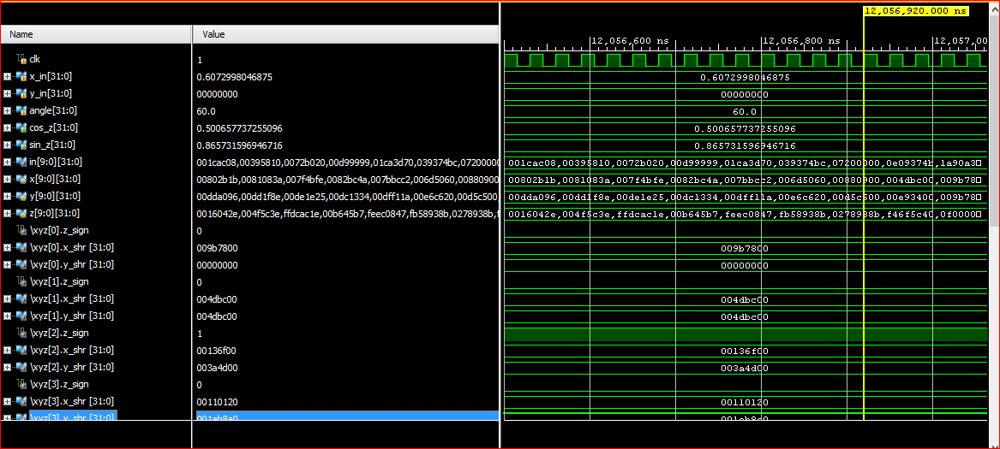 12,056,920.000 ns
Name Value
12,056,600 ns 12,056,800 ns 12,057,00
clk 1
x_in[31:0] 0.6072998046875 0.6072998046875
y_in[31:0] 00000000 00000000
angle[31:0] 60.0 60.0
cos_z[31:0] 0.500657737255096 0.500657737255096
sin_z[31:0] 0.865731596946716 0.865731596946716
in[9:0][31:0] 001cac08,00395810,0072b020,00d99999,01ca3d70,039374bc,07200000 001cac08,00395810,0072b020,00d99999,01ca3d70,039374bc,07200000,0e09374b,1a90a3
x[9:0][31:0] 00802b1b,0081083a,007f4bfe,0082bc4a,007bbcc2,006d5060,00880900 00802b1b,0081083a,007f4bfe,0082bc4a,007bbcc2,006d5060,00880900,004dbc00,009b78
y[9:0][31:0] 00dda096,00dd1f8e,00de1e25,00dc1334,00dff11a,00e6c620,00d5c500 00dda096,00dd1f8e,00de1e25,00dc1334,00dff11a,00e6c620,00d5c500,00e93400,009b78
z[9:0][31:0] 0016042e,004f5c3e,ffdcac1e,00b645b7,feec0847,fb58938b,0278938b,f 0016042e,004f5c3e,ffdcac1e,00b645b7,feec0847,fb58938b,0278938b,f46f5c40,0f0000
\xyz[0].z_sign 0
\xyz[0].x_shr [31:0] 009b7800 009b7800
\xyz[0].y_shr [31:0] 00000000 00000000
\xyz[1].z_sign 0
\xyz[1].x_shr [31:0] 004dbc00 004dbc00
\xyz[1].y_shr [31:0] 004dbc00 004dbc00
\xyz[2].z_sign 1
\xyz[2].x_shr [31:0] 00136f00 00136f00
\xyz[2].y_shr [31:0] 003a4d00 003a4d00
\xyz[3].z_sign 0
\xyz[3].x_shr [31:0] 00110120 00110120
\xyz[3].y_shr [31:0] 001ab8a0 001ab8a0